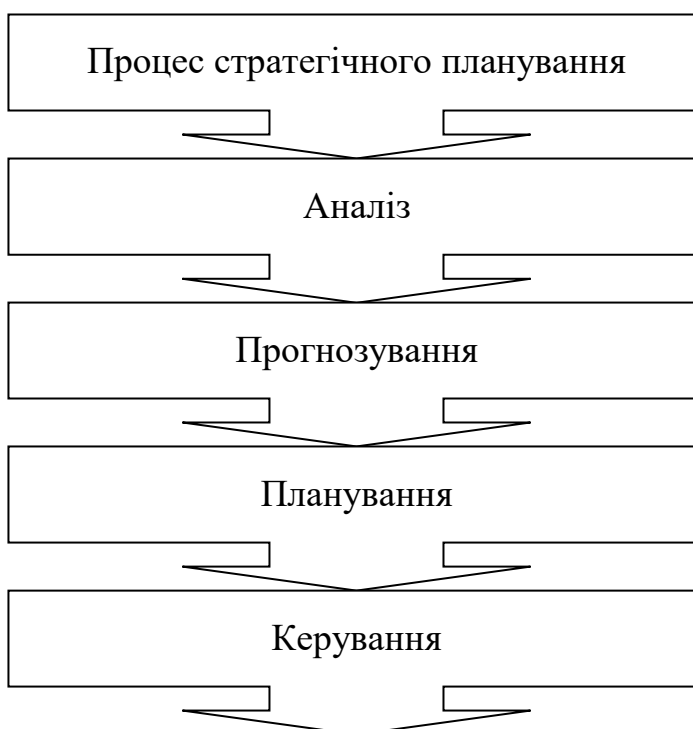 Процес стратегічного планування
Аналіз
Прогнозування
Планування
Керування